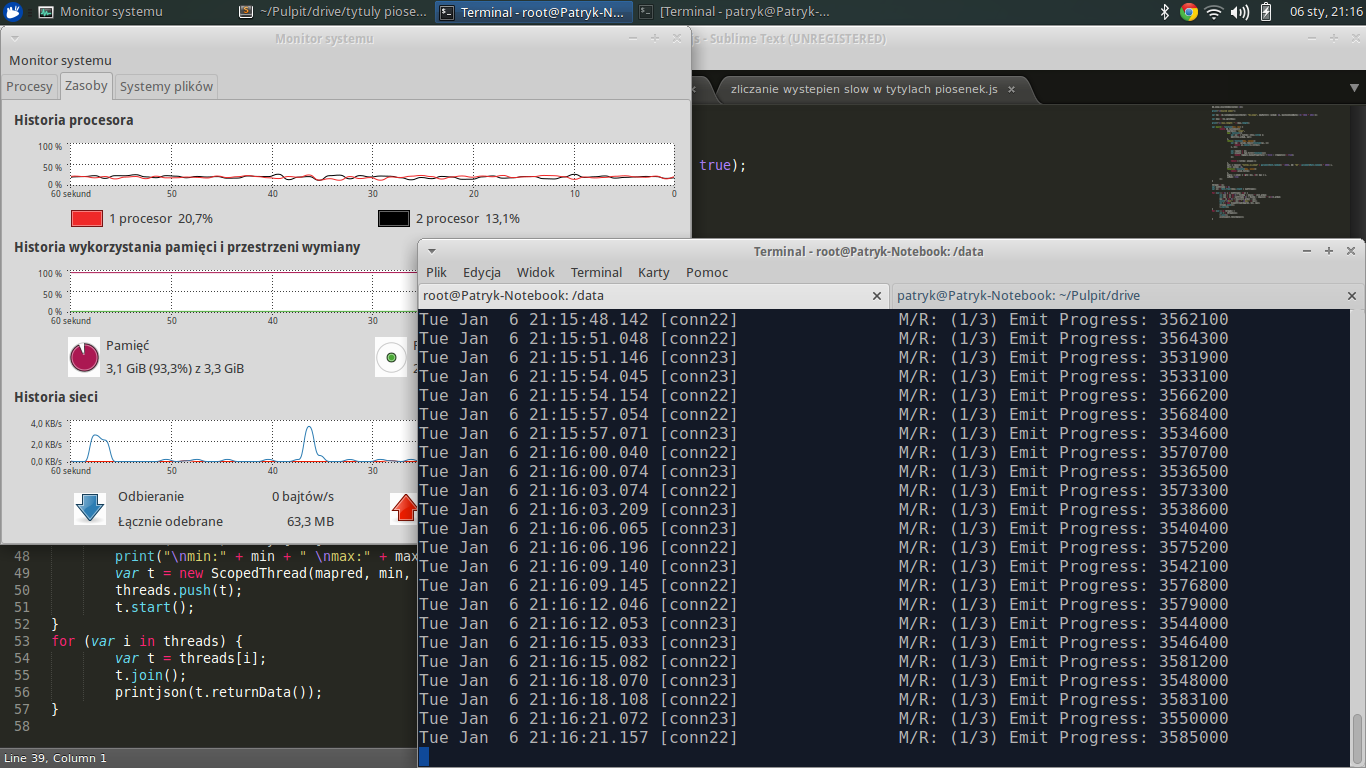 Monitor systemu
~/Pulpit/drive/tytuly piose...
Terminal - root@Patryk-N...
[Terminal - patryk@Patryk-...
06 sty, 21:16
Monitor systemu
s - Sublime Text (UNREGISTERED)
Monitor systemu
Procesy
Zasoby
Systemy plików
zliczanie wystepien slow w tytylach piosenek.js
true);
Historia procesora
100 %
50 %
0 %
60 sekund 50 40 30 20 10 0
1 procesor 20,7%
2 procesor 13,1%
Historia wykorzystania pamięci i przestrzeni wymiany
100 %
50 %
0 %
60 sekund 50 40 30
Pamięć
3,1 GiB (93,3%) z 3,3 GiB
Historia sieci
4,0 KB/s
2,0 KB/s
0,0 KB/s
60 sekund 50 40 30
Odbieranie 0 bajtów/s
Łącznie odebrane 63,3 MB
Terminal - root@Patryk-Notebook: /data
Plik Edycja Widok Terminal Karty Pomoc
root@Patryk-Notebook: /data
patryk@Patryk-Notebook: ~/Pulpit/drive
Tue Jan  6 21:15:48.142 [conn22] M/R: (1/3) Emit Progress: 3562100
Tue Jan  6 21:15:51.048 [conn22] M/R: (1/3) Emit Progress: 3564300
Tue Jan  6 21:15:51.146 [conn23] M/R: (1/3) Emit Progress: 3531900
Tue Jan  6 21:15:54.045 [conn23] M/R: (1/3) Emit Progress: 3533100
Tue Jan  6 21:15:54.154 [conn22] M/R: (1/3) Emit Progress: 3566200
Tue Jan  6 21:15:57.054 [conn22] M/R: (1/3) Emit Progress: 3568400
Tue Jan  6 21:15:57.071 [conn23] M/R: (1/3) Emit Progress: 3534600
Tue Jan  6 21:16:00.040 [conn22] M/R: (1/3) Emit Progress: 3570700
Tue Jan  6 21:16:00.074 [conn23] M/R: (1/3) Emit Progress: 3536500
Tue Jan  6 21:16:03.074 [conn22] M/R: (1/3) Emit Progress: 3573300
Tue Jan  6 21:16:03.209 [conn23] M/R: (1/3) Emit Progress: 3538600
Tue Jan  6 21:16:06.065 [conn23] M/R: (1/3) Emit Progress: 3540400
Tue Jan  6 21:16:06.196 [conn22] M/R: (1/3) Emit Progress: 3575200
Tue Jan  6 21:16:09.140 [conn23] M/R: (1/3) Emit Progress: 3542100
Tue Jan  6 21:16:09.145 [conn22] M/R: (1/3) Emit Progress: 3576800
Tue Jan  6 21:16:12.046 [conn22] M/R: (1/3) Emit Progress: 3579000
Tue Jan  6 21:16:12.053 [conn23] M/R: (1/3) Emit Progress: 3544000
Tue Jan  6 21:16:15.033 [conn23] M/R: (1/3) Emit Progress: 3546400
Tue Jan  6 21:16:15.082 [conn22] M/R: (1/3) Emit Progress: 3581200
Tue Jan  6 21:16:18.070 [conn23] M/R: (1/3) Emit Progress: 3548000
Tue Jan  6 21:16:18.108 [conn22] M/R: (1/3) Emit Progress: 3583100
Tue Jan  6 21:16:21.072 [conn23] M/R: (1/3) Emit Progress: 3550000
Tue Jan  6 21:16:21.157 [conn22] M/R: (1/3) Emit Progress: 3585000
48 print("\nmin:" + min + " \nmax:" + max
49 var t = new ScopedThread(mapred, min,
50 threads.push(t);
51 t.start();
52 }
53 for (var i in threads) {
54 var t = threads[i];
55 t.join();
56 printjson(t.returnData());
57 }
58
Line 39, Column 1